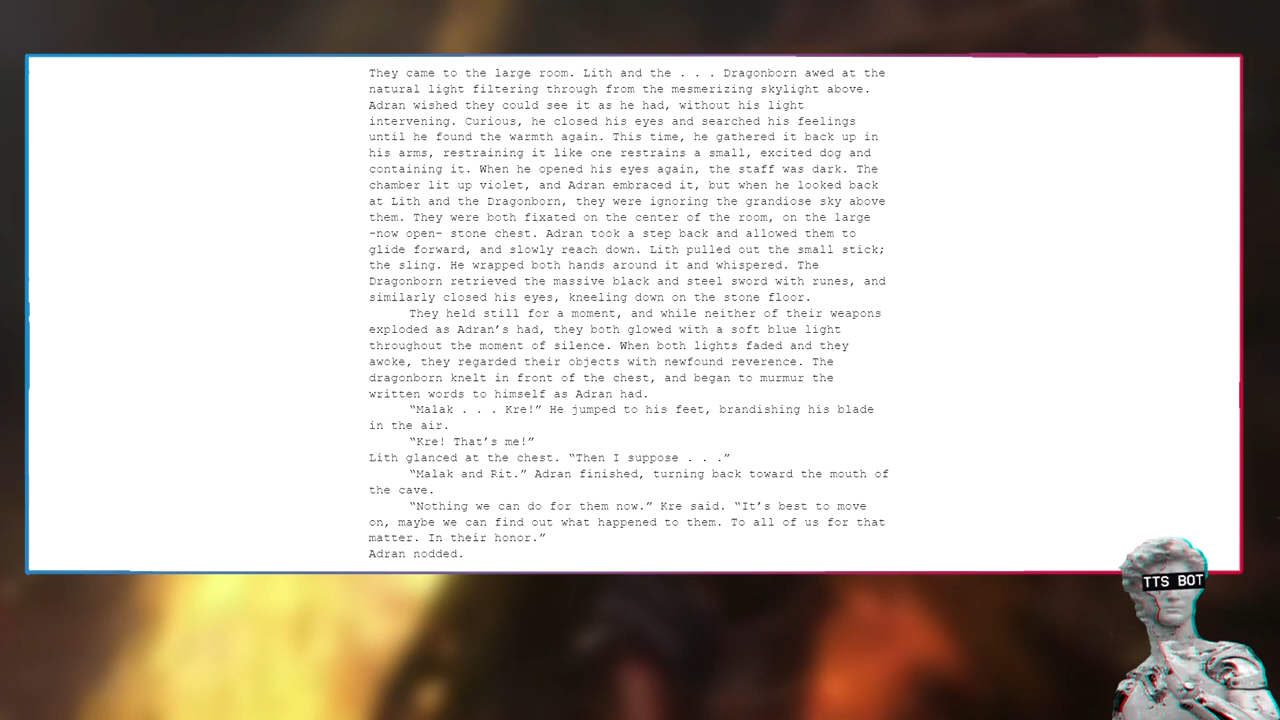 They came to the large room. Lith and the . . . Dragonborn awed at the
natural light filtering through from the mesmerizing skylight above.
Adran wished they could see it as he had, without his light
intervening. Curious, he closed his eyes and searched his feelings
until he found the warmth again. This time, he gathered it back up in
his arms, restraining it like one restrains a small, excited dog and
containing it. When he opened his eyes again, the staff was dark. The
chamber lit up violet, and Adran embraced it, but when he looked back
at Lith and the Dragonborn, they were ignoring the grandiose sky above
them. They were both fixated on the center of the room, on the large
-now open- stone chest. Adran took a step back and allowed them to
glide forward, and slowly reach down. Lith pulled out the small stick;
the sling. He wrapped both hands around it and whispered. The
Dragonborn retrieved the massive black and steel sword with runes, and
similarly closed his eyes, kneeling down on the stone floor.
They held still for a moment, and while neither of their weapons
exploded as Adran’s had, they both glowed with a soft blue light
throughout the moment of silence. When both lights faded and they
awoke, they regarded their objects with newfound reverence. The
dragonborn knelt in front of the chest, and began to murmur the
written words to himself as Adran had.
“Malak . . . Kre!” He jumped to his feet, brandishing his blade
in the air.
“Kre! That’s me!”
Lith glanced at the chest. “Then I suppose . . .”
“Malak and Rit.” Adran finished, turning back toward the mouth of
the cave.
“Nothing we can do for them now.” Kre said. “It’s best to move
on, maybe we can find out what happened to them. To all of us for that
matter. In their honor.”
Adran nodded.
TTS BOT